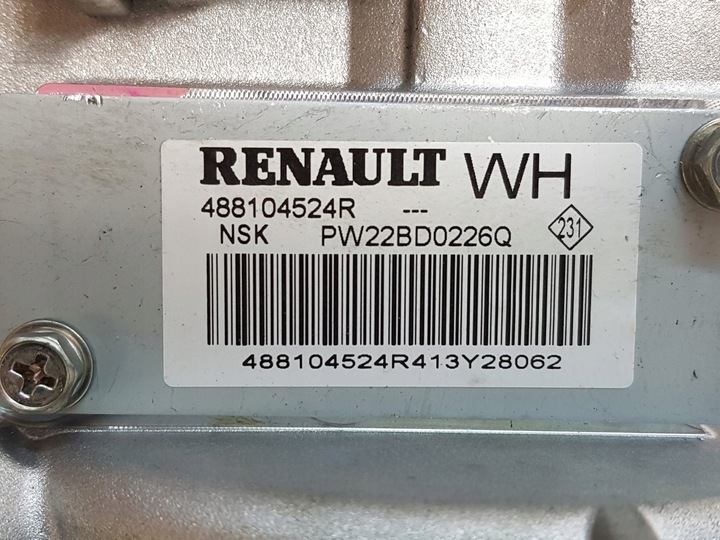 RENAULT WH
488104524R ---
NSK PW22BD0226Q 231
488104524R413Y28062